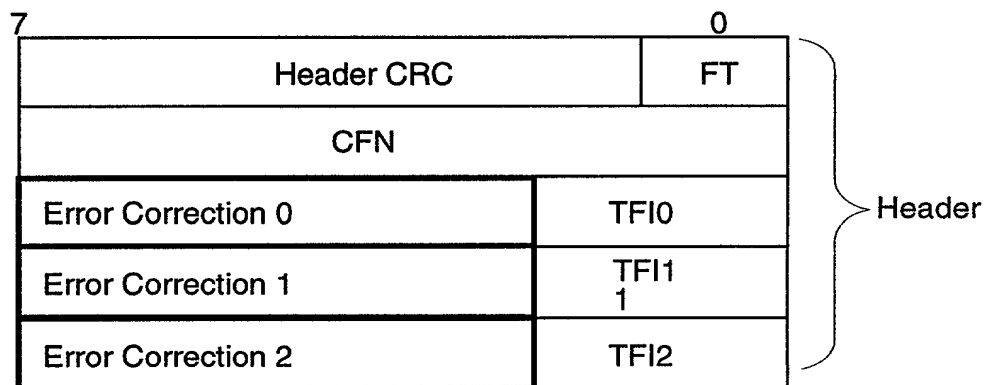 7 0
Header CRC FT
CFN
Error Correction 0 TFI0
Header
Error Correction 1 TFI1
1
Error Correction 2 TFI2